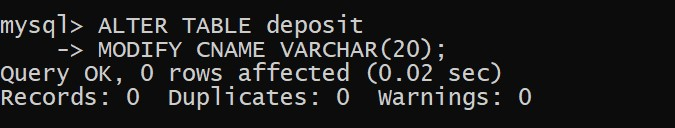 mysql> ALTER TABLE deposit
    -> MODIFY CNAME VARCHAR(20);
Query OK, 0 rows affected (0.02 sec)
Records: 0  Duplicates: 0  Warnings: 0